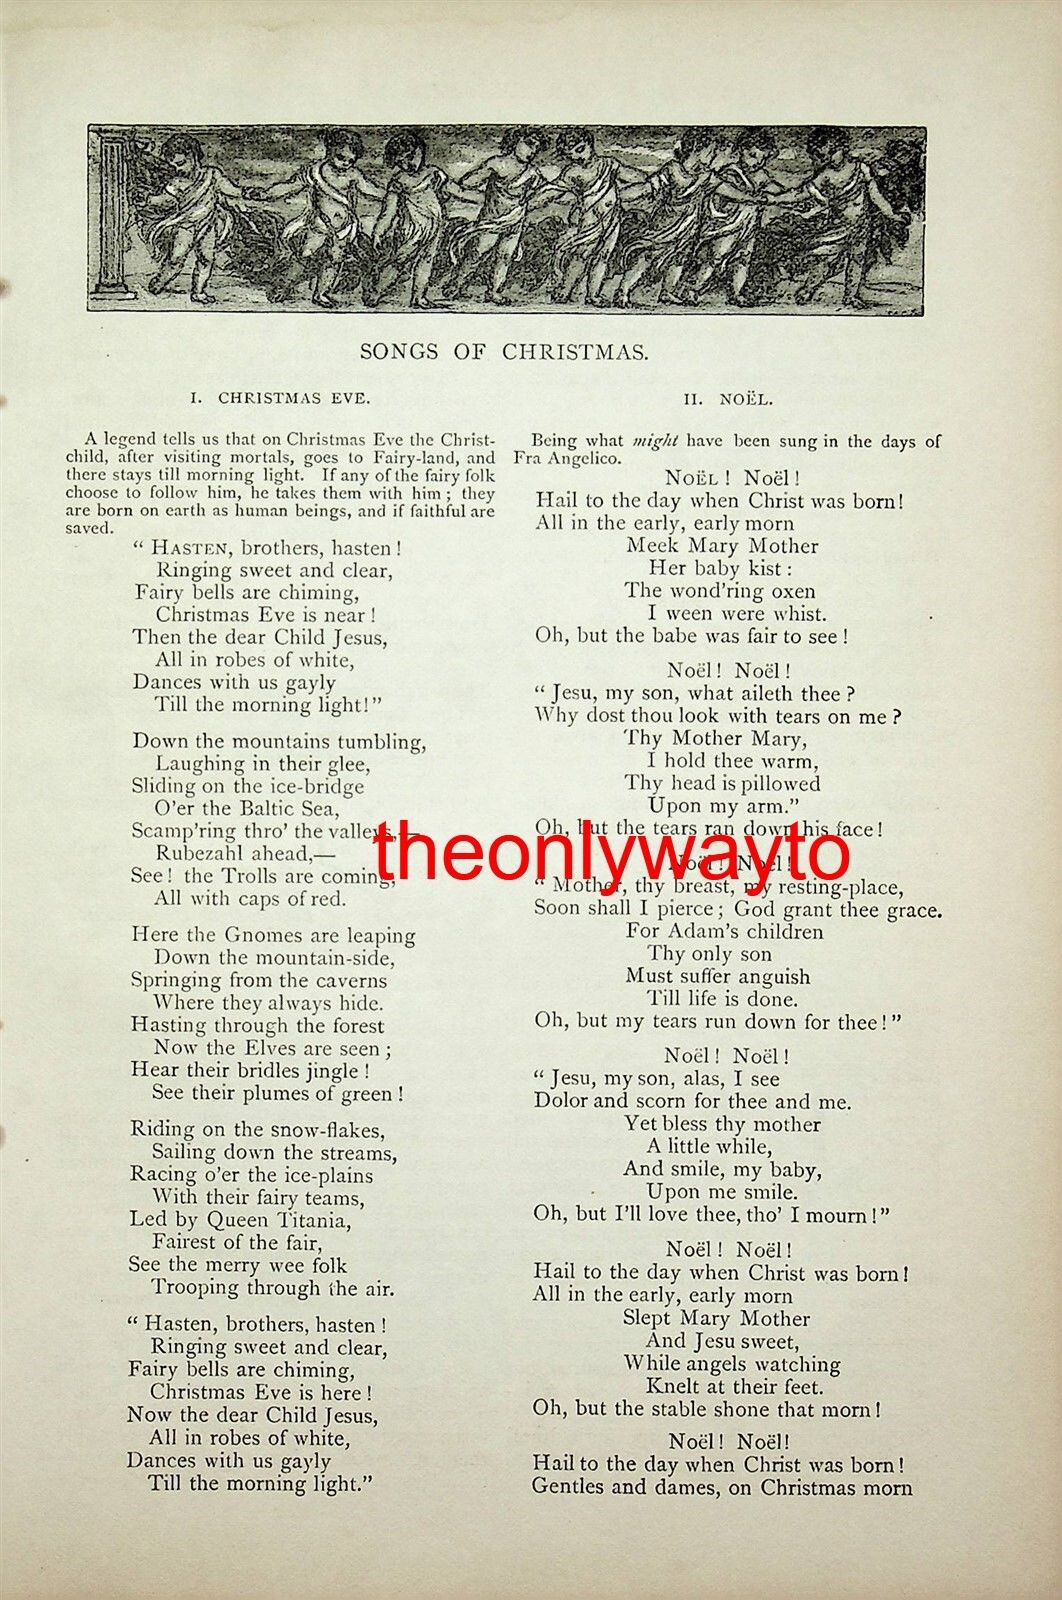 SONGS OF CHRISTMAS.
I. CHRISTMAS EVE.
A legend tells us that on Christmas Eve the Christ-
child, after visiting mortals, goes to Fairy-land, and
there stays till morning light. If any of the fairy folk
choose to follow him, he takes them with him; they
are born on earth as human beings, and if faithful are
saved.
" HASTEN, brothers, hasten!
Ringing sweet and clear,
Fairy bells are chiming,
Christmas Eve is near!
Then the dear Child Jesus,
All in robes of white,
Dances with us gayly
Till the morning light!"
Down the mountains tumbling,
Laughing in their glee,
Sliding on the ice-bridge
O'er the Baltic Sea,
Scamp'ring thro' the valleys,—
Rubezahl ahead,—
See! the Trolls are coming,
All with caps of red.
Here the Gnomes are leaping
Down the mountain-side,
Springing from the caverns
Where they always hide.
Hasting through the forest
Now the Elves are seen;
Hear their bridles jingle!
See their plumes of green!
Riding on the snow-flakes,
Sailing down the streams,
Racing o'er the ice-plains
With their fairy teams,
Led by Queen Titania,
Fairest of the fair,
See the merry wee folk
Trooping through the air.
" Hasten, brothers, hasten!
Ringing sweet and clear,
Fairy bells are chiming,
Christmas Eve is here!
Now the dear Child Jesus,
All in robes of white,
Dances with us gayly
Till the morning light."
II. NOËL.
Being what might have been sung in the days of
Fra Angelico.
NOËL! Noël!
Hail to the day when Christ was born!
All in the early, early morn
Meek Mary Mother
Her baby kist:
The wond'ring oxen
I ween were whist.
Oh, but the babe was fair to see!
Noël! Noël!
" Jesu, my son, what aileth thee?
Why dost thou look with tears on me?
Thy Mother Mary,
I hold thee warm,
Thy head is pillowed
Upon my arm."
Oh, but the tears ran down his face!
Noël! Noël!
" Mother, thy breast, my resting-place,
Soon shall I pierce; God grant thee grace.
For Adam's children
Thy only son
Must suffer anguish
Till life is done.
Oh, but my tears run down for thee!"
Noël! Noël!
" Jesu, my son, alas, I see
Dolor and scorn for thee and me.
Yet bless thy mother
A little while,
And smile, my baby,
Upon me smile.
Oh, but I'll love thee, tho' I mourn!"
Noël! Noël!
Hail to the day when Christ was born!
All in the early, early morn
Slept Mary Mother
And Jesu sweet,
While angels watching
Knelt at their feet.
Oh, but the stable shone that morn!
Noël! Noël!
Hail to the day when Christ was born!
Gentles and dames, on Christmas morn
theonlywayto